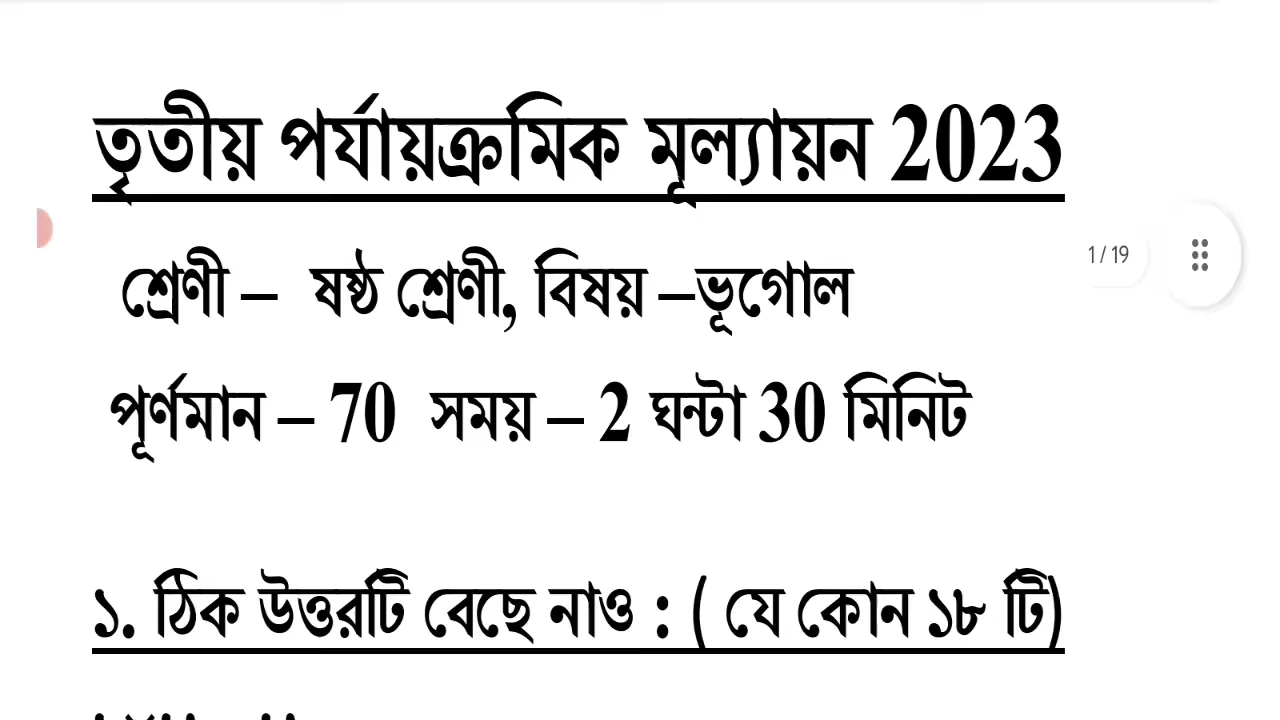 তৃতীয় পর্যায়ক্রমিক মূল্যায়ন 2023
শ্রেণী – ষষ্ঠ শ্রেণী, বিষয় –ভূগোল
1 / 19
পূর্ণমান – 70 সময় – 2 ঘন্টা 30 মিনিট
১. ঠিক উত্তরটি বেছে নাও : ( যে কোন ১৮ টি)